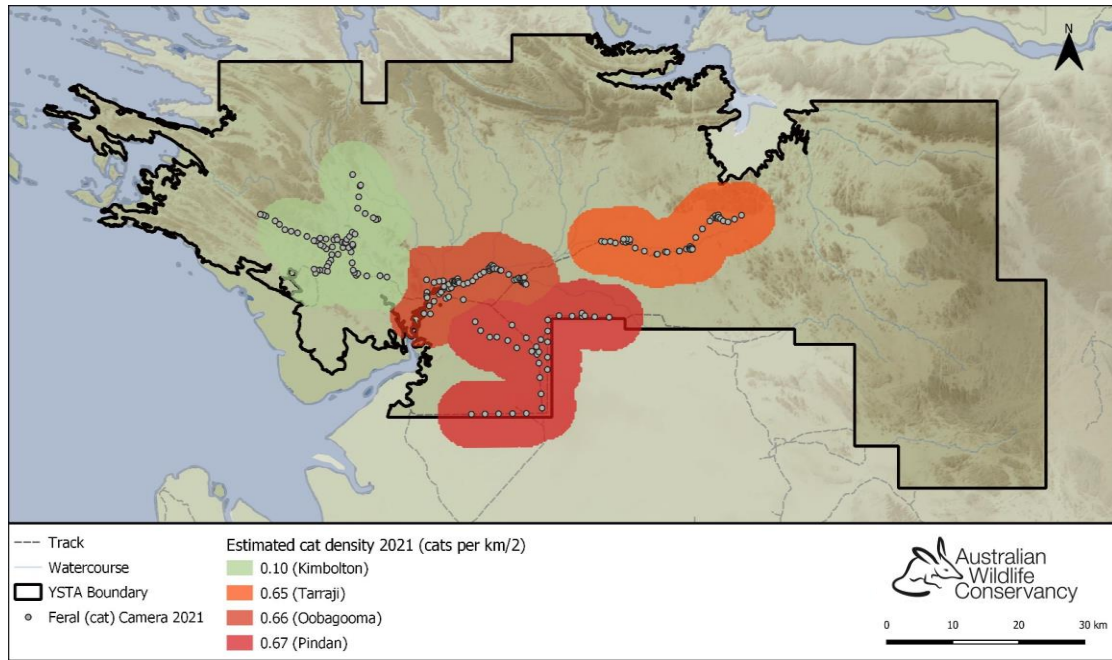 N
Track
Watercourse
YSTA Boundary
Feral (cat) Camera 2021
Estimated cat density 2021 (cats per km/2)
0.10 (Kimbolton)
0.65 (Tarraji)
0.66 (Oobagooma)
0.67 (Pindan)
Australian
Wildlife
Conservancy
0 10 20 30 km